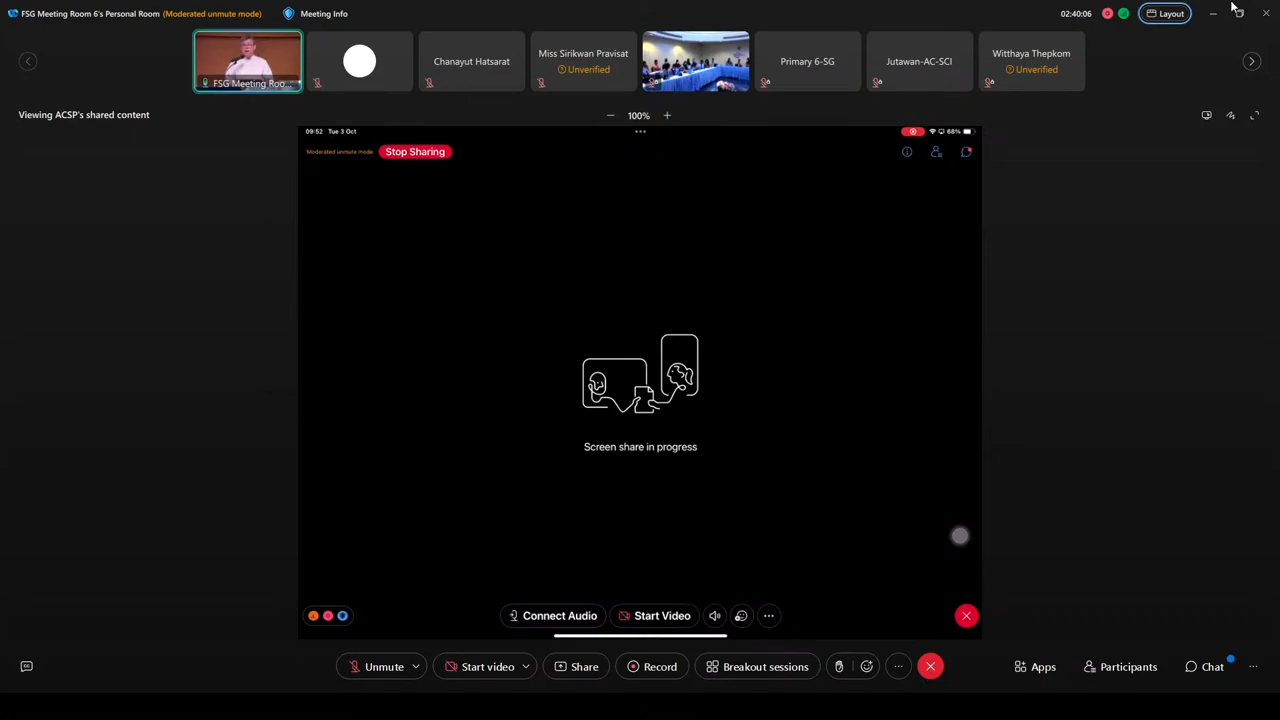 FSG Meeting Room 6's Personal Room (Moderated unmute mode) Meeting Info
02:40:06 Layout
FSG Meeting Roo...
Chanayut Hatsarat
Miss Sirikwan Pravisat
Unverified
Primary 6-SG
Jutawan-AC-SCI
Witthaya Thepkom
Unverified
Viewing ACSP's shared content
100%
09:52 Tue 3 Oct
68%
Moderated unmute mode Stop Sharing
Screen share in progress
Connect Audio Start Video
Unmute Start video Share Record Breakout sessions Apps Participants Chat